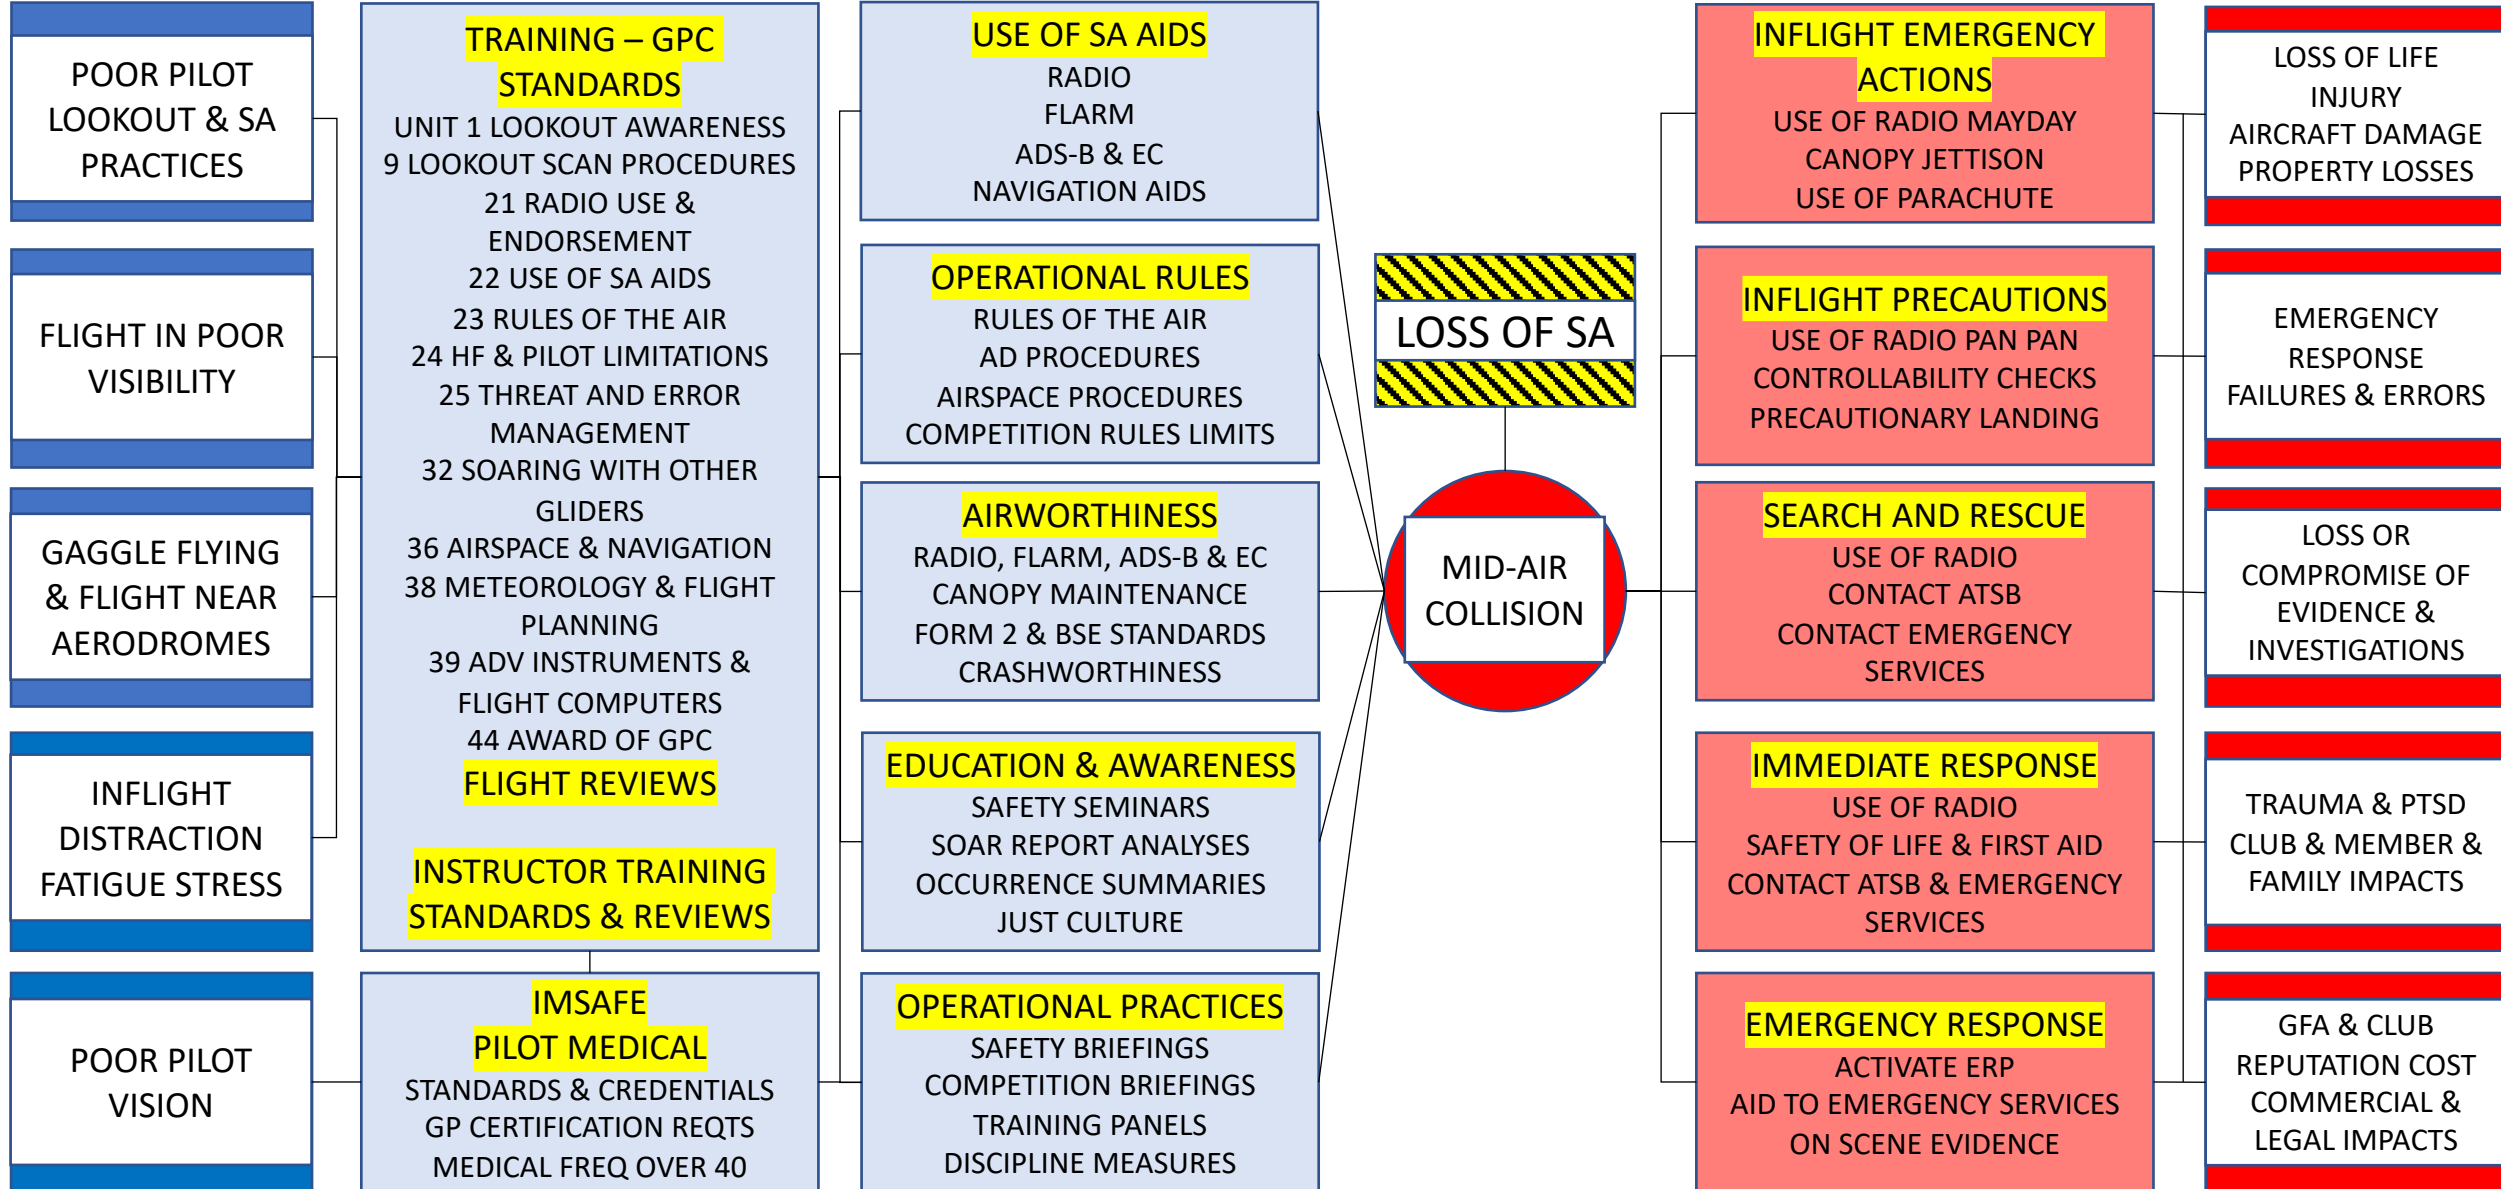 POOR PILOT
LOOKOUT & SA
PRACTICES
FLIGHT IN POOR
VISIBILITY
GAGGLE FLYING
& FLIGHT NEAR
AERODROMES
INFLIGHT
DISTRACTION
FATIGUE STRESS
POOR PILOT
VISION
TRAINING – GPC
STANDARDS
UNIT 1 LOOKOUT AWARENESS
9 LOOKOUT SCAN PROCEDURES
21 RADIO USE &
ENDORSEMENT
22 USE OF SA AIDS
23 RULES OF THE AIR
24 HF & PILOT LIMITATIONS
25 THREAT AND ERROR
MANAGEMENT
32 SOARING WITH OTHER
GLIDERS
36 AIRSPACE & NAVIGATION
38 METEOROLOGY & FLIGHT
PLANNING
39 ADV INSTRUMENTS &
FLIGHT COMPUTERS
44 AWARD OF GPC
FLIGHT REVIEWS
INSTRUCTOR TRAINING
STANDARDS & REVIEWS
IMSAFE
PILOT MEDICAL
STANDARDS & CREDENTIALS
GP CERTIFICATION REQTS
MEDICAL FREQ OVER 40
USE OF SA AIDS
RADIO
FLARM
ADS-B & EC
NAVIGATION AIDS
OPERATIONAL RULES
RULES OF THE AIR
AD PROCEDURES
AIRSPACE PROCEDURES
COMPETITION RULES LIMITS
AIRWORTHINESS
RADIO, FLARM, ADS-B & EC
CANOPY MAINTENANCE
FORM 2 & BSE STANDARDS
CRASHWORTHINESS
EDUCATION & AWARENESS
SAFETY SEMINARS
SOAR REPORT ANALYSES
OCCURRENCE SUMMARIES
JUST CULTURE
OPERATIONAL PRACTICES
SAFETY BRIEFINGS
COMPETITION BRIEFINGS
TRAINING PANELS
DISCIPLINE MEASURES
LOSS OF SA
MID-AIR
COLLISION
INFLIGHT EMERGENCY
ACTIONS
USE OF RADIO MAYDAY
CANOPY JETTISON
USE OF PARACHUTE
INFLIGHT PRECAUTIONS
USE OF RADIO PAN PAN
CONTROLLABILITY CHECKS
PRECAUTIONARY LANDING
SEARCH AND RESCUE
USE OF RADIO
CONTACT ATSB
CONTACT EMERGENCY
SERVICES
IMMEDIATE RESPONSE
USE OF RADIO
SAFETY OF LIFE & FIRST AID
CONTACT ATSB & EMERGENCY
SERVICES
EMERGENCY RESPONSE
ACTIVATE ERP
AID TO EMERGENCY SERVICES
ON SCENE EVIDENCE
LOSS OF LIFE
INJURY
AIRCRAFT DAMAGE
PROPERTY LOSSES
EMERGENCY
RESPONSE
FAILURES & ERRORS
LOSS OR
COMPROMISE OF
EVIDENCE &
INVESTIGATIONS
TRAUMA & PTSD
CLUB & MEMBER &
FAMILY IMPACTS
GFA & CLUB
REPUTATION COST
COMMERCIAL &
LEGAL IMPACTS